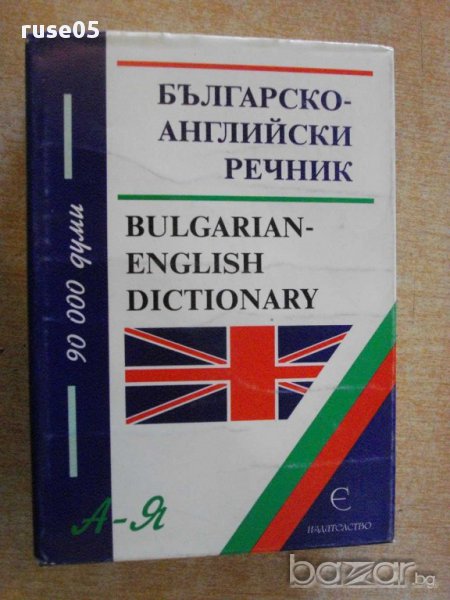 ruse05
БЪЛГАРСКО-
АНГЛИЙСКИ
РЕЧНИК
BULGARIAN-
ENGLISH
DICTIONARY
90 000 думи
А-Я
Є
ИЗДАТЕЛСТВО
bazar.bg